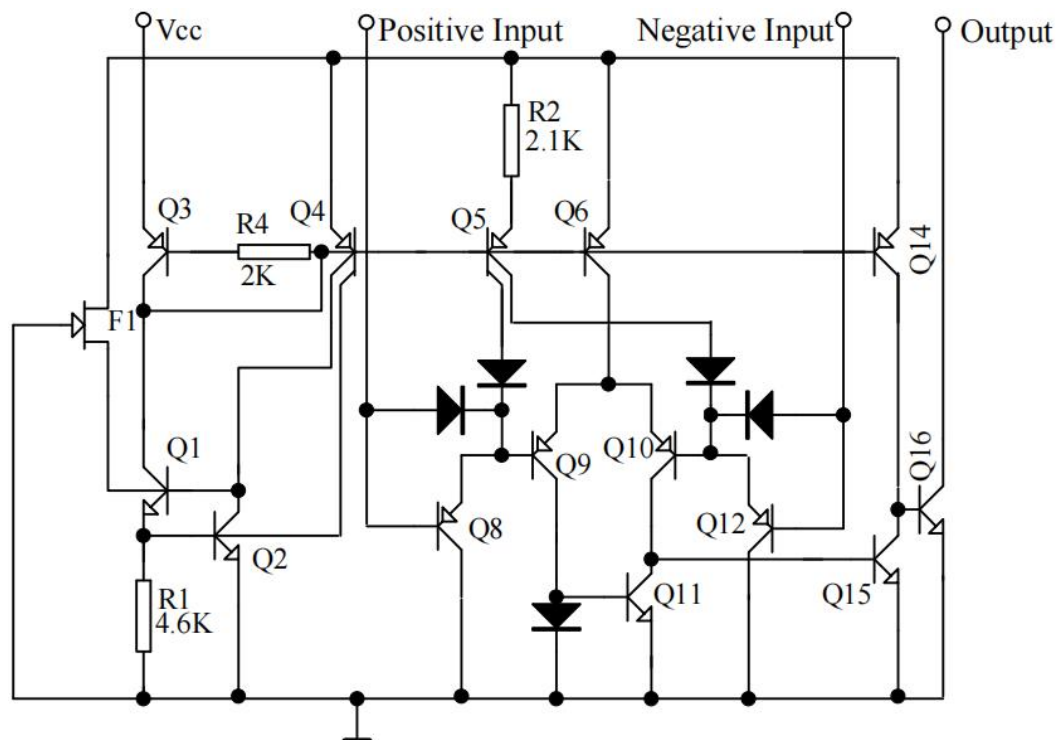 Vcc
Positive Input
Negative Input
Output
R2
2.1K
Q3
R4
2K
Q4
Q5
Q6
Q14
F1
Q1
Q2
Q8
Q9
Q10
Q12
Q16
R1
4.6K
Q11
Q15